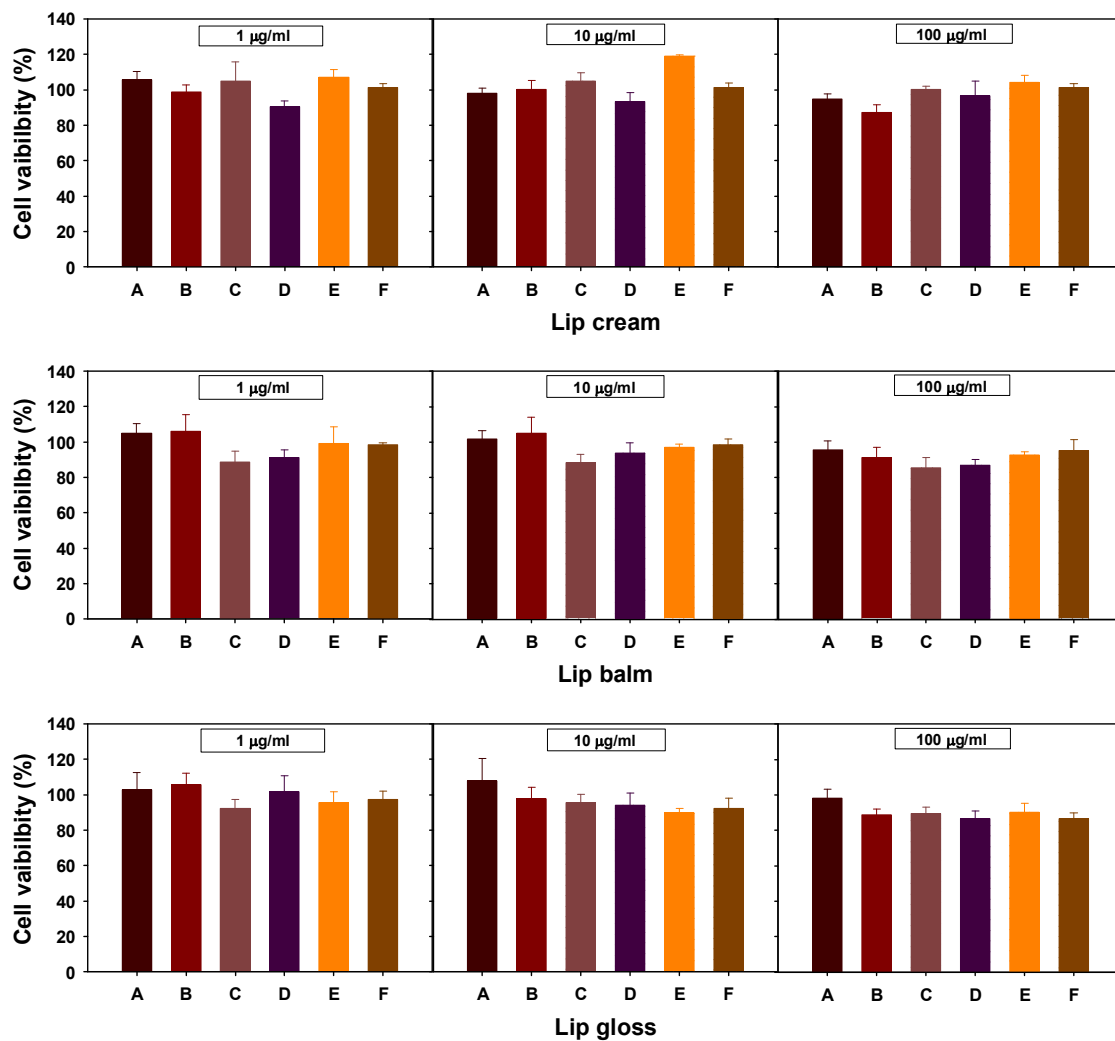 140
120
100
80
60
40
20
0
Cell vaibilbity (%)
1 µg/ml
10 µg/ml
100 µg/ml
A B C D E F A B C D E F A B C D E F
Lip cream
140
120
100
80
60
40
20
0
Cell vaibilbity (%)
1 µg/ml
10 µg/ml
100 µg/ml
A B C D E F A B C D E F A B C D E F
Lip balm
140
120
100
80
60
40
20
0
Cell vaibilbity (%)
1 µg/ml
10 µg/ml
100 µg/ml
A B C D E F A B C D E F A B C D E F
Lip gloss